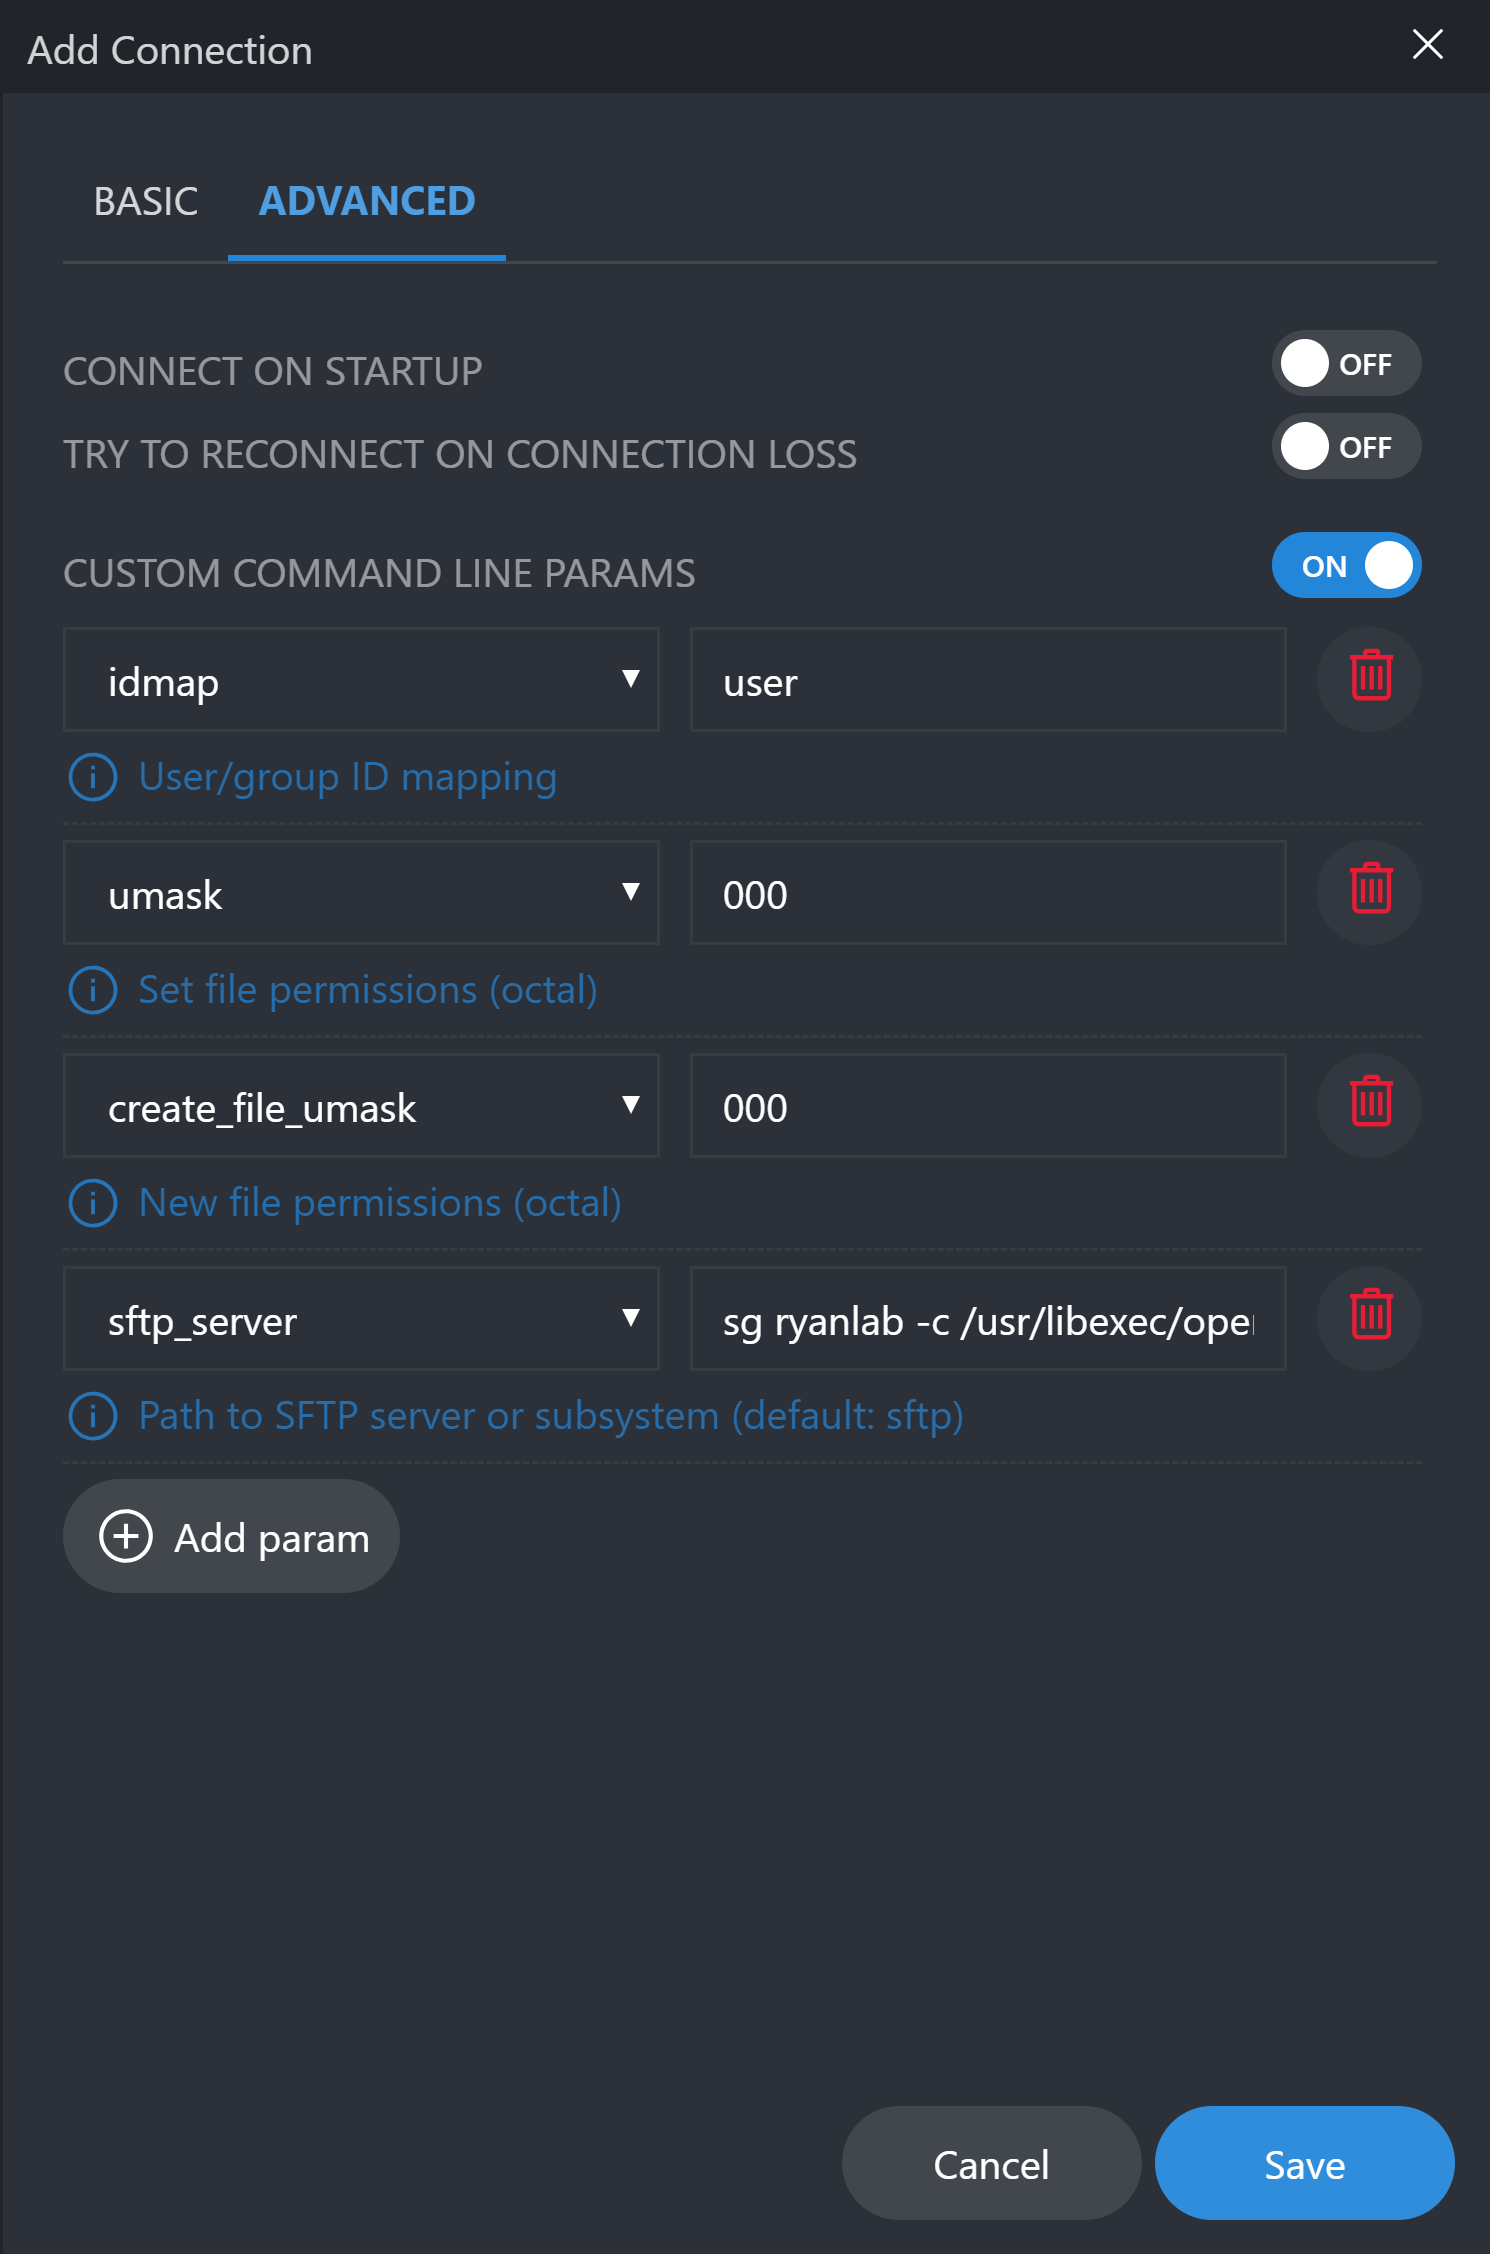 Add Connection
BASIC ADVANCED
CONNECT ON STARTUP OFF
TRY TO RECONNECT ON CONNECTION LOSS OFF
CUSTOM COMMAND LINE PARAMS ON
idmap user
User/group ID mapping
umask 000
Set file permissions (octal)
create_file_umask 000
New file permissions (octal)
sftp_server sg ryanlab -c /usr/libexec/ope
Path to SFTP server or subsystem (default: sftp)
Add param
Cancel Save